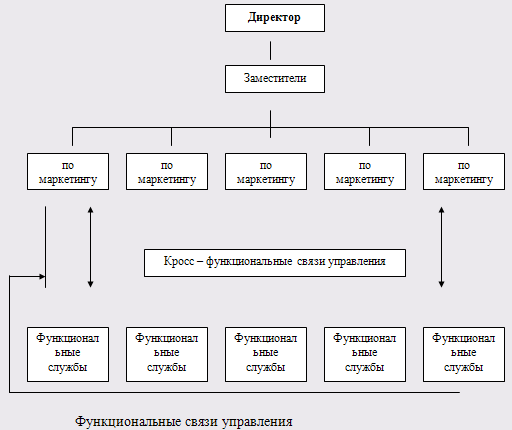 Директор
Заместители
по
маркетингу
по
маркетингу
по
маркетингу
по
маркетингу
по
маркетингу
Кросс – функциональные связи управления
Функционал
ьные
службы
Функционал
ьные
службы
Функционал
ьные
службы
Функционал
ьные
службы
Функционал
ьные
службы
Функциональные связи управления